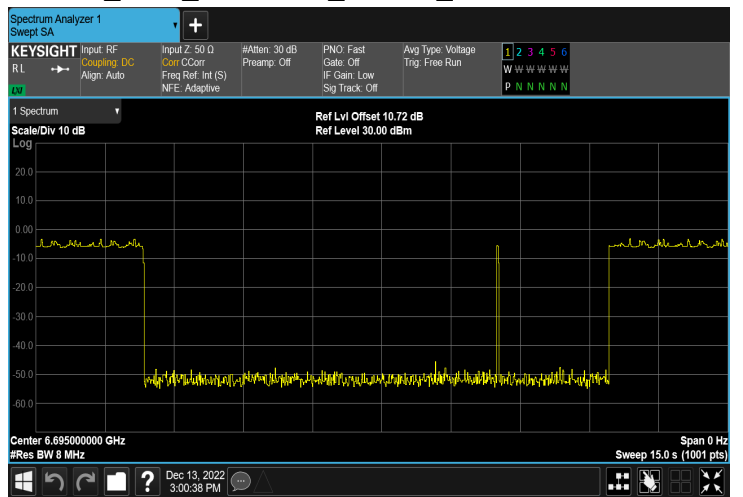 Spectrum Analyzer 1
Swept SA
KEYSIGHT Input: RF Input Z: 50 Ω #Atten: 30 dB PNO: Fast Avg Type: Voltage 1 2 3 4 5 6
RL Coupling: DC Corr CCorr Preamp: Off Gate: Off Trig: Free Run W W W W W W
Align: Auto Freq Ref: Int (S) IF Gain: Low P N N N N N
LXI NFE: Adaptive Sig Track: Off
1 Spectrum
Ref Lvl Offset 10.72 dB
Scale/Div 10 dB Ref Level 30.00 dBm
Log
20.0
10.0
0.00
-10.0
-20.0
-30.0
-40.0
-50.0
-60.0
Center 6.695000000 GHz Span 0 Hz
#Res BW 8 MHz Sweep 15.0 s (1001 pts)
? Dec 13, 2022
3:00:38 PM